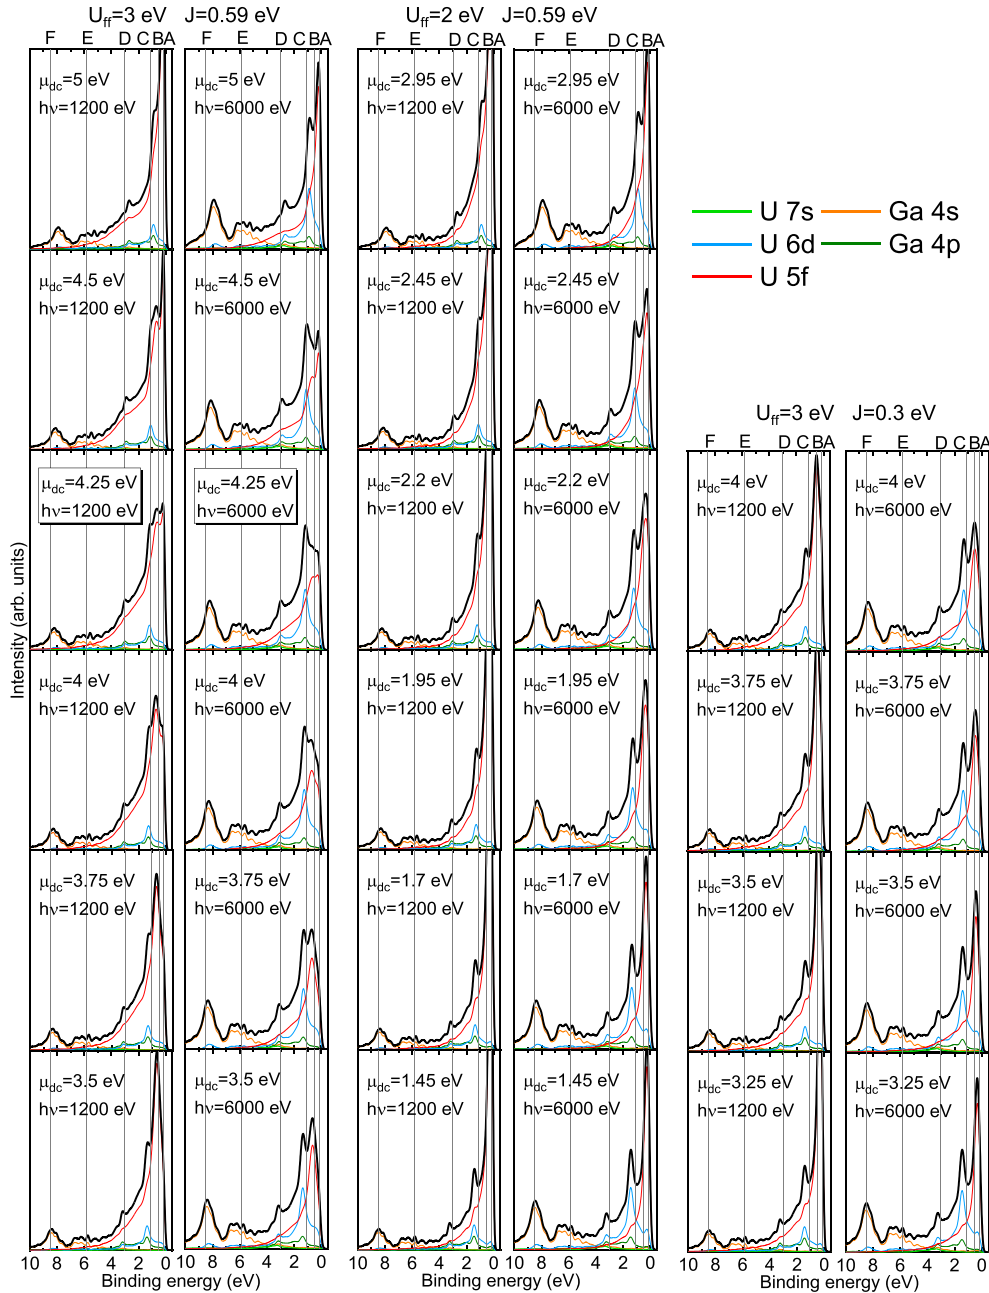 U_ff=3 eV J=0.59 eV
F E D C B A
F E D C B A
U_ff=2 eV J=0.59 eV
F E D C B A
F E D C B A
μ_dc=5 eV
hν=1200 eV
μ_dc=5 eV
hν=6000 eV
μ_dc=2.95 eV
hν=1200 eV
μ_dc=2.95 eV
hν=6000 eV
U 7s
Ga 4s
U 6d
Ga 4p
U 5f
μ_dc=4.5 eV
hν=1200 eV
μ_dc=4.5 eV
hν=6000 eV
μ_dc=2.45 eV
hν=1200 eV
μ_dc=2.45 eV
hν=6000 eV
U_ff=3 eV J=0.3 eV
F E D C B A
F E D C B A
μ_dc=4.25 eV
hν=1200 eV
μ_dc=4.25 eV
hν=6000 eV
μ_dc=2.2 eV
hν=1200 eV
μ_dc=2.2 eV
hν=6000 eV
μ_dc=4 eV
hν=1200 eV
μ_dc=4 eV
hν=6000 eV
Intensity (arb. units)
μ_dc=4 eV
hν=1200 eV
μ_dc=4 eV
hν=6000 eV
μ_dc=1.95 eV
hν=1200 eV
μ_dc=1.95 eV
hν=6000 eV
μ_dc=3.75 eV
hν=1200 eV
μ_dc=3.75 eV
hν=6000 eV
μ_dc=3.75 eV
hν=1200 eV
μ_dc=3.75 eV
hν=6000 eV
μ_dc=1.7 eV
hν=1200 eV
μ_dc=1.7 eV
hν=6000 eV
μ_dc=3.5 eV
hν=1200 eV
μ_dc=3.5 eV
hν=6000 eV
μ_dc=3.5 eV
hν=1200 eV
μ_dc=3.5 eV
hν=6000 eV
μ_dc=1.45 eV
hν=1200 eV
μ_dc=1.45 eV
hν=6000 eV
μ_dc=3.25 eV
hν=1200 eV
μ_dc=3.25 eV
hν=6000 eV
10 8 6 4 2 0
10 8 6 4 2 0
10 8 6 4 2 0
10 8 6 4 2 0
10 8 6 4 2 0
10 8 6 4 2 0
Binding energy (eV)
Binding energy (eV)
Binding energy (eV)